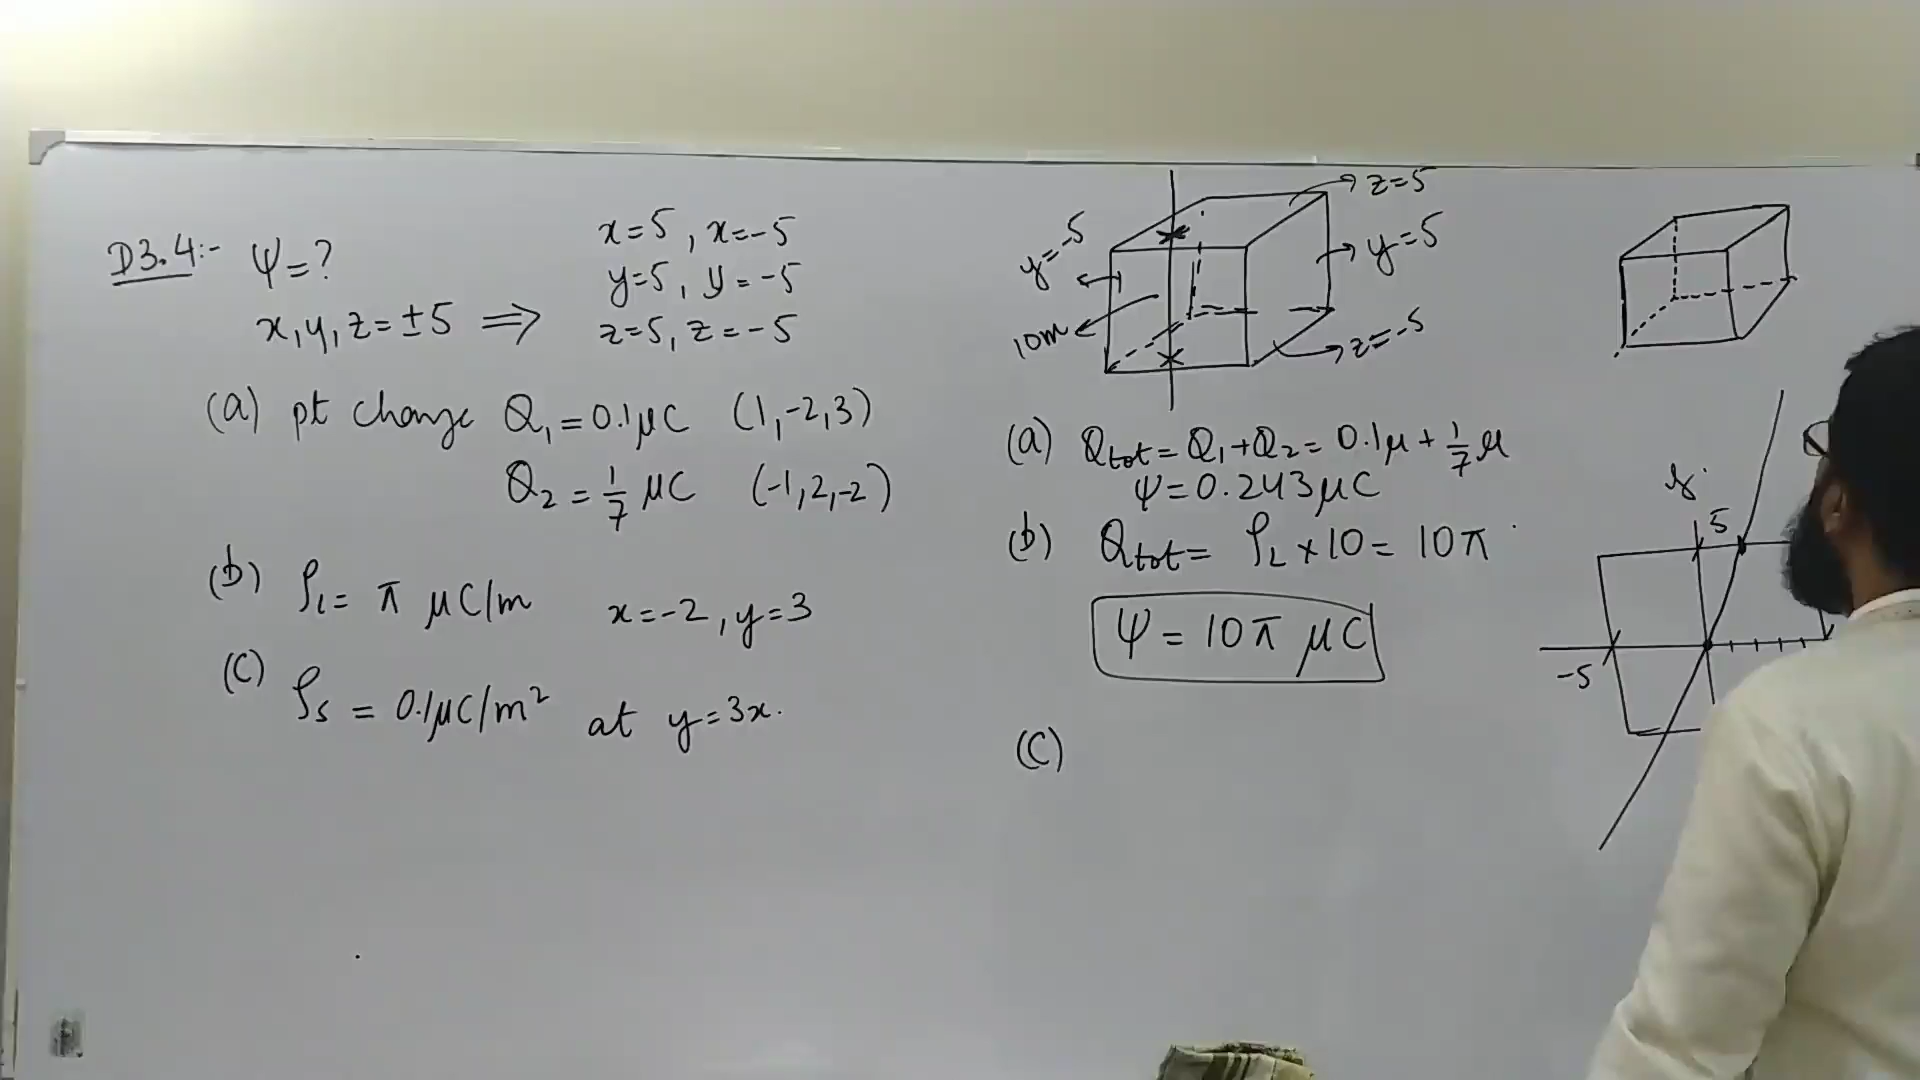 D3.4:- Ψ=?
x,y,z=±5 ⇒
x=5, x=-5
y=5, y=-5
z=5, z=-5
(a) pt charge Q₁=0.1μC (1,-2,3)
Q₂=1/7 μC (-1,2,-2)
(b) ρL= π μC/m x=-2, y=3
(c) ρs = 0.1μC/m² at y=3x.
z=5
y=-5
y=5
10m
z=-5
(a) Qtot=Q₁+Q₂=0.1μ+1/7 μ
Ψ=0.243μC
(b) Qtot= ρL×10= 10π
Ψ=10π μC
(c)
y
5
-5